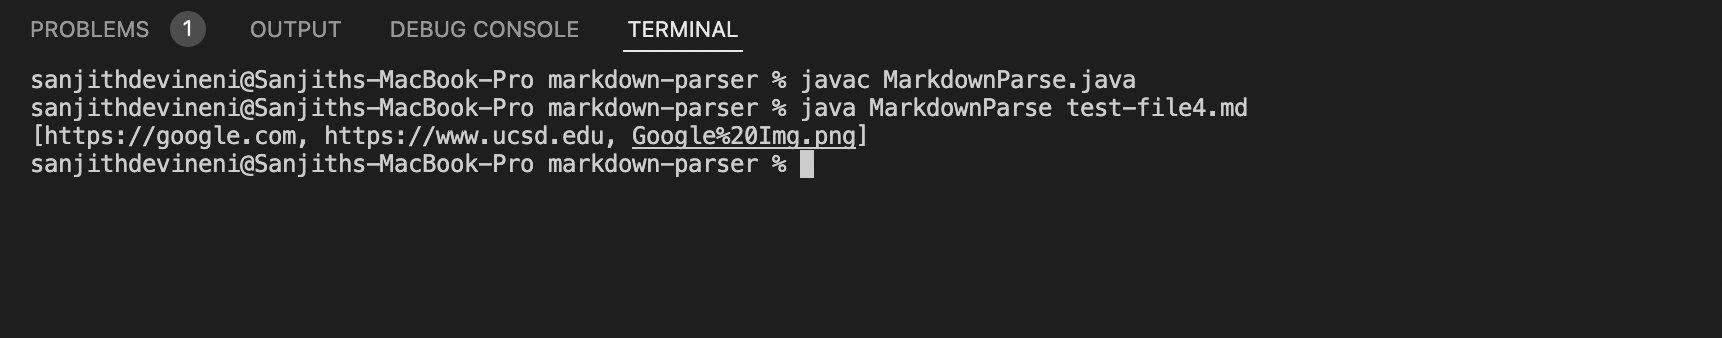 PROBLEMS 1 OUTPUT DEBUG CONSOLE TERMINAL
sanjithdevineni@Sanjiths-MacBook-Pro markdown-parser % javac MarkdownParse.java
sanjithdevineni@Sanjiths-MacBook-Pro markdown-parser % java MarkdownParse test-file4.md
[https://google.com, https://www.ucsd.edu, Google%20Img.png]
sanjithdevineni@Sanjiths-MacBook-Pro markdown-parser %